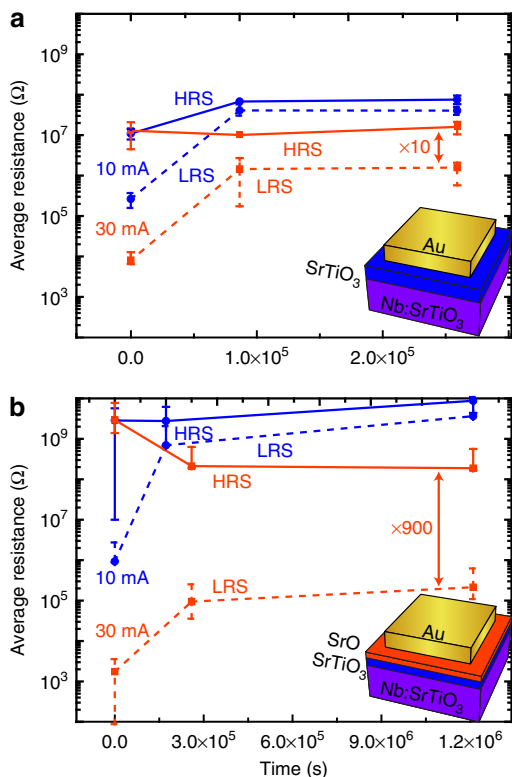 a
10⁹
10⁷
10⁵
10³
Average resistance (Ω)
HRS
10 mA
LRS
HRS
×10
30 mA
LRS
Au
SrTiO₃
Nb:SrTiO₃
0.0
1.0×10⁵
2.0×10⁵
b
10⁹
10⁷
10⁵
10³
Average resistance (Ω)
HRS
LRS
HRS
×900
10 mA
LRS
30 mA
Au
SrO
SrTiO₃
Nb:SrTiO₃
0.0
3.0×10⁵
6.0×10⁵
9.0×10⁶
1.2×10⁶
Time (s)